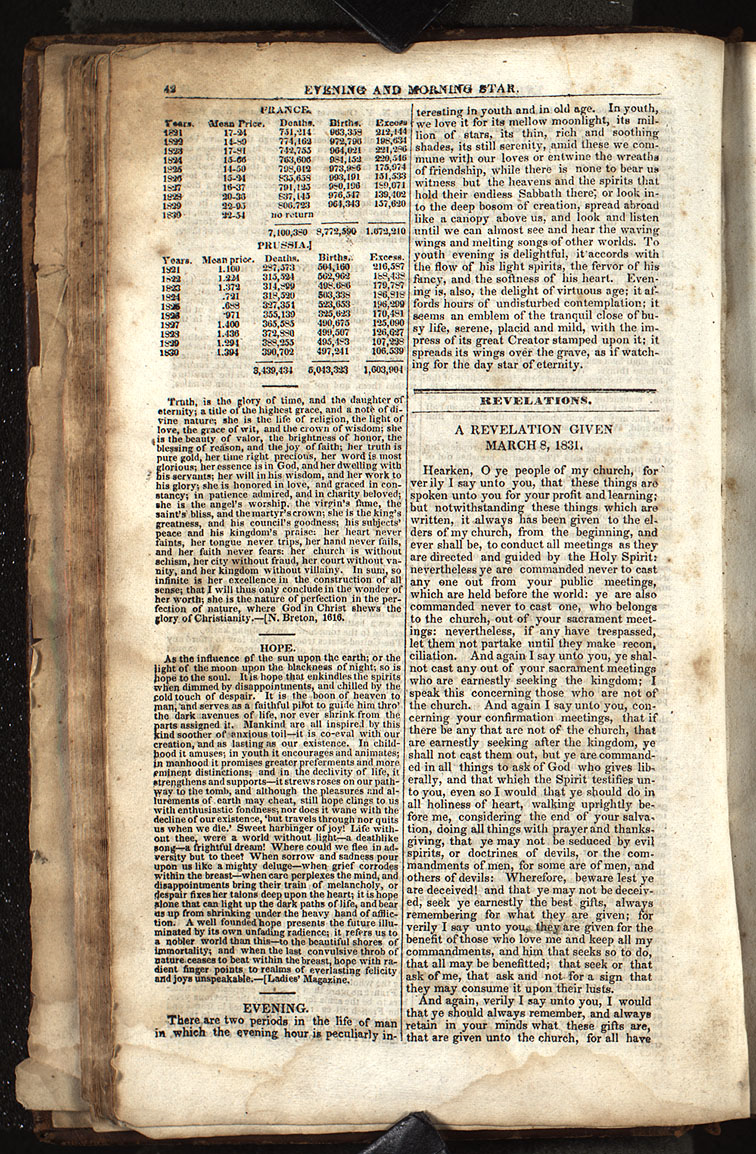 42 EVENING AND MORNING STAR.
FRANCE.
Years. Mean Price. Deaths. Births. Excess
1821 17-24 751,214 963,358 212,144
1822 14-89 774,162 972,796 198,634
1823 17-81 742,755 964,021 221,286
1824 15-66 763,606 984,152 220,546
1825 14-50 798,012 973,986 175,974
1826 15-24 835,658 993,191 151,533
1827 16-37 791,125 980,196 189,071
1828 20-38 837,145 976,547 139,402
1829 22-95 806,723 964,343 157,620
1830 22-54 no return
7,100,380 8,772,590 1,672,210
PRUSSIA.]
Years. Mean price. Deaths. Births. Excess.
1821 1.100 287,573 504,160 216,587
1822 1.224 315,524 562,962 188,438
1823 1.372 314,899 498,686 179,787
1824 .721 318,520 503,338 186,818
1825 .688 327,351 523,653 196,299
1826 .971 355,139 325,623 170,481
1827 1.400 365,585 490,675 125,090
1828 1.436 372,880 499,507 126,627
1829 1.291 388,255 495,483 107,228
1830 1.394 390,702 497,241 106,539
3,439,434 5,043,323 1,603,904
Truth, is the glory of time, and the daughter of
eternity; a title of the highest grace, and a note of di-
vine nature; she is the life of religion, the light of
love, the grace of wit, and the crown of wisdom; she
is the beauty of valor, the brightness of honor, the
blessing of reason, and the joy of faith; her truth is
pure gold, her time right precious, her word is most
glorious; her essence is in God, and her dwelling with
his servants; her will in his wisdom, and her work to
his glory; she is honored in love, and graced in con-
stancy; in patience admired, and in charity beloved;
she is the angel's worship, the virgin's fame, the
saint's bliss, and the martyr's crown; she is the king's
greatness, and his council's goodness; his subjects'
peace and his kingdom's praise: her heart never
faints, her tongue never trips, her hand never fails,
and her faith never fears: her church is without
schism, her city without fraud, her court without va-
nity, and her kingdom without villainy. In sum, so
infinite is her excellence in the construction of all
sense; that I will thus only conclude in the wonder of
her worth; she is the nature of perfection in the per-
fection of nature, where God in Christ shews the
glory of Christianity.—[N. Breton, 1616.
HOPE.
As the influence of the sun upon the earth; or the
light of the moon upon the blackness of night; so is
hope to the soul. It is hope that enkindles the spirits
when dimmed by disappointments, and chilled by the
cold touch of despair. It is the boon of heaven to
man, and serves as a faithful pilot to guide him thro'
the dark avenues of life, nor ever shrink from the
parts assigned it. Mankind are all inspired by this
kind soother of anxious toil—it is co-eval with our
creation, and as lasting as our existence. In child-
hood it amuses; in youth it encourages and animates;
in manhood it promises greater preferments and more
eminent distinctions; and in the declivity of life, it
strengthens and supports—it strews roses on our path-
way to the tomb, and although the pleasures and al-
lurements of earth may cheat, still hope clings to us
with enthusiastic fondness; nor does it wane with the
decline of our existence, 'but travels through nor quits
us when we die.' Sweet harbinger of joy! Life with-
out thee, were a world without light—a deathlike
song—a frightful dream! Where could we flee in ad-
versity but to thee? When sorrow and sadness pour
upon us like a mighty deluge—when grief corrodes
within the breast—when care perplexes the mind, and
disappointments bring their train of melancholy, or
despair fixes her talons deep upon the heart; it is hope
alone that can light up the dark paths of life, and bear
us up from shrinking under the heavy hand of afflic-
tion. A well founded hope presents the future illu-
minated by its own unfading radience; it refers us to
a nobler world than this—to the beautiful shores of
immortality; and when the last convulsive throb of
nature ceases to beat within the breast, hope with ra-
dient finger points to realms of everlasting felicity
and joys unspeakable.—[Ladies' Magazine.
EVENING.
There are two periods in the life of man
in which the evening hour is peculiarly in-
teresting in youth and in old age. In youth,
we love it for its mellow moonlight, its mil-
lion of stars, its thin, rich and soothing
shades, its still serenity, amid these we com-
mune with our loves or entwine the wreaths
of friendship, while there is none to bear us
witness but the heavens and the spirits that
hold their endless Sabbath there; or look in-
to the deep bosom of creation, spread abroad
like a canopy above us, and look and listen
until we can almost see and hear the waving
wings and melting songs of other worlds. To
youth evening is delightful, it accords with
the flow of his light spirits, the fervor of his
fancy, and the softness of his heart. Even-
ing is, also, the delight of virtuous age; it af-
fords hours of undisturbed contemplation; it
seems an emblem of the tranquil close of bu-
sy life, serene, placid and mild, with the im-
press of its great Creator stamped upon it; it
spreads its wings over the grave, as if watch-
ing for the day star of eternity.
REVELATIONS.
A REVELATION GIVEN
MARCH 8, 1831.
Hearken, O ye people of my church, for
verily I say unto you, that these things are
spoken unto you for your profit and learning;
but notwithstanding these things which are
written, it always has been given to the el-
ders of my church, from the beginning, and
ever shall be, to conduct all meetings as they
are directed and guided by the Holy Spirit:
nevertheless ye are commanded never to cast
any one out from your public meetings,
which are held before the world: ye are also
commanded never to cast one, who belongs
to the church, out of your sacrament meet-
ings: nevertheless, if any have trespassed,
let them not partake until they make recon,
ciliation. And again I say unto you, ye shal-
not cast any out of your sacrament meetings
who are earnestly seeking the kingdom; I
speak this concerning those who are not of
the church. And again I say unto you, con-
cerning your confirmation meetings, that if
there be any that are not of the church, that
are earnestly seeking after the kingdom, ye
shall not cast them out, but ye are command-
ed in all things to ask of God who gives lib-
erally, and that which the Spirit testifies un-
to you, even so I would that ye should do in
all holiness of heart, walking uprightly be-
fore me, considering the end of your salva-
tion, doing all things with prayer and thanks-
giving, that ye may not be seduced by evil
spirits, or doctrines of devils, or the com-
mandments of men, for some are of men, and
others of devils: Wherefore, beware lest ye
are deceived! and that ye may not be deceiv-
ed, seek ye earnestly the best gifts, always
remembering for what they are given; for
verily I say unto you, they are given for the
benefit of those who love me and keep all my
commandments, and him that seeks so to do,
that all may be benefitted; that seek or that
ask of me, that ask and not for a sign that
they may consume it upon their lusts.
And again, verily I say unto you, I would
that ye should always remember, and always
retain in your minds what these gifts are,
that are given unto the church, for all have